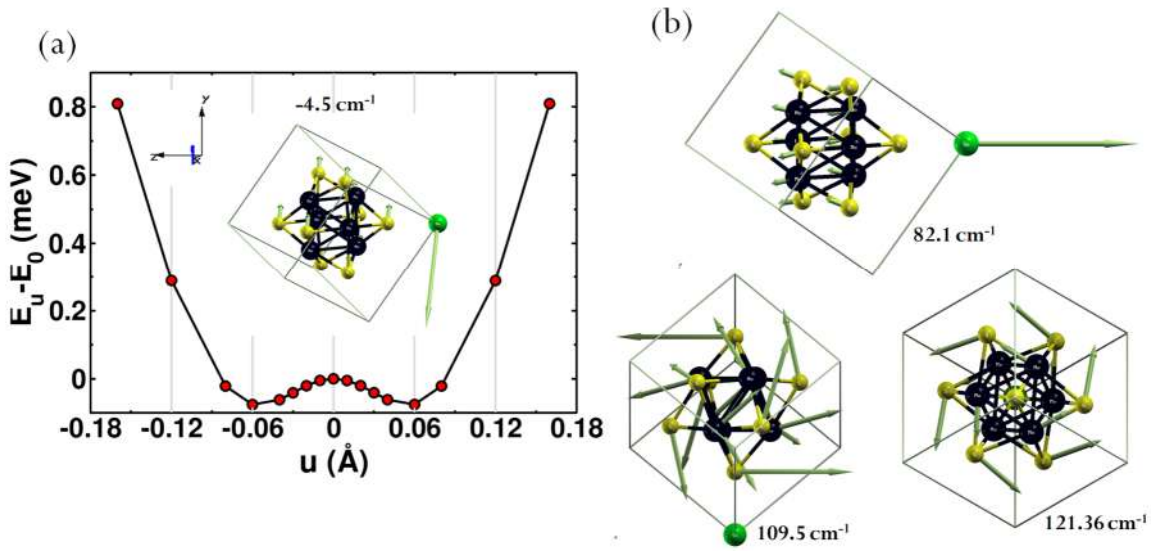 (a)
(b)
E_u-E_0 (meV)
0.8
0.6
0.4
0.2
0
-0.18
-0.12
-0.06
0
0.06
0.12
0.18
u (Å)
Y
Z
X
-4.5 cm⁻¹
82.1 cm⁻¹
109.5 cm⁻¹
121.36 cm⁻¹